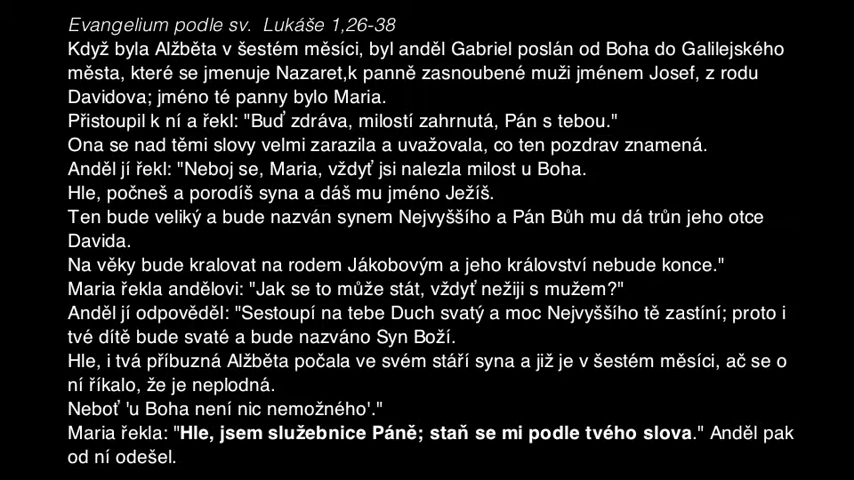 Evangelium podle sv.  Lukáše 1,26-38
Když byla Alžběta v šestém měsíci, byl anděl Gabriel poslán od Boha do Galilejského
města, které se jmenuje Nazaret,k panně zasnoubené muži jménem Josef, z rodu
Davidova; jméno té panny bylo Maria.
Přistoupil k ní a řekl: "Buď zdráva, milostí zahrnutá, Pán s tebou."
Ona se nad těmi slovy velmi zarazila a uvažovala, co ten pozdrav znamená.
Anděl jí řekl: "Neboj se, Maria, vždyť jsi nalezla milost u Boha.
Hle, počneš a porodíš syna a dáš mu jméno Ježíš.
Ten bude veliký a bude nazván synem Nejvyššího a Pán Bůh mu dá trůn jeho otce
Davida.
Na věky bude kralovat na rodem Jákobovým a jeho království nebude konce."
Maria řekla andělovi: "Jak se to může stát, vždyť nežiji s mužem?"
Anděl jí odpověděl: "Sestoupí na tebe Duch svatý a moc Nejvyššího tě zastíní; proto i
tvé dítě bude svaté a bude nazváno Syn Boží.
Hle, i tvá příbuzná Alžběta počala ve svém stáří syna a již je v šestém měsíci, ač se o
ní říkalo, že je neplodná.
Neboť 'u Boha není nic nemožného'."
Maria řekla: "Hle, jsem služebnice Páně; staň se mi podle tvého slova." Anděl pak
od ní odešel.